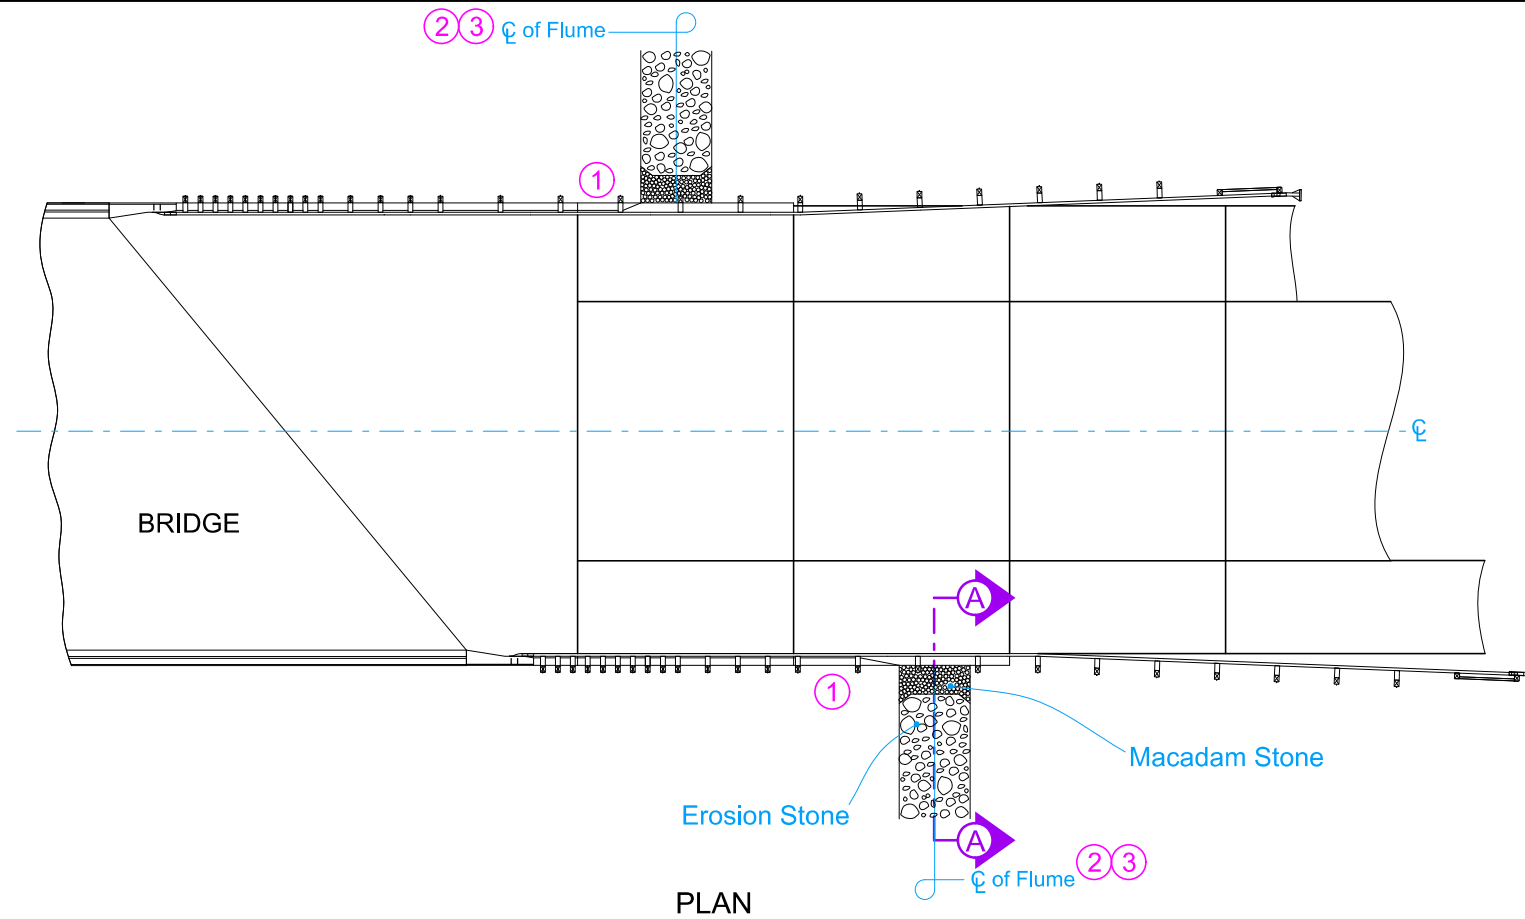 2 3 ℄ of Flume
1
℄
BRIDGE
A
1
Macadam Stone
Erosion Stone
A
2 3
℄ of Flume
PLAN